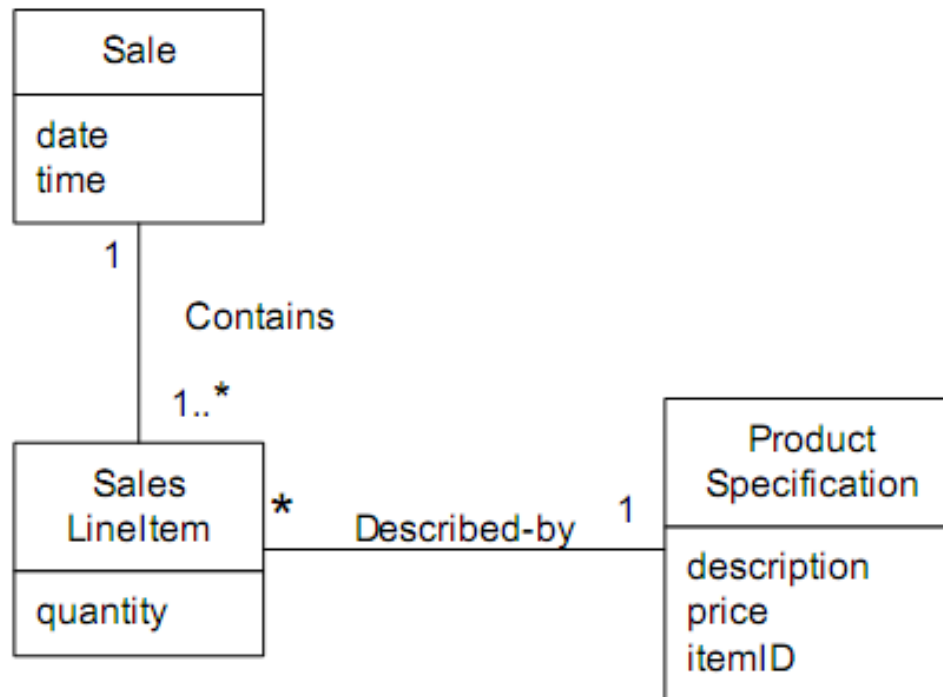 Sale
date
time
1
Contains
1..*
Sales
LineItem
quantity
*
Described-by
1
Product
Specification
description
price
itemID